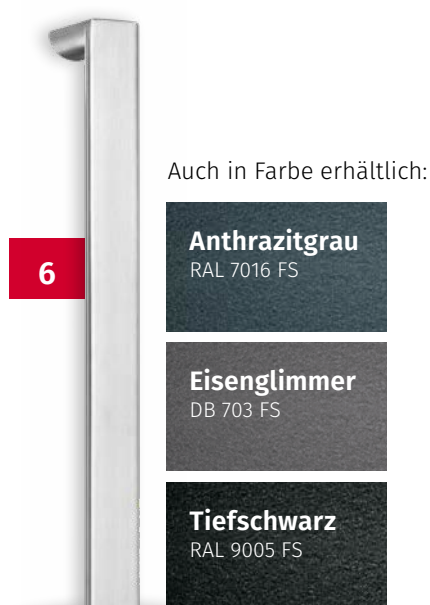 Auch in Farbe erhältlich:
Anthrazitgrau
RAL 7016 FS
6
Eisenglimmer
DB 703 FS
Tiefschwarz
RAL 9005 FS